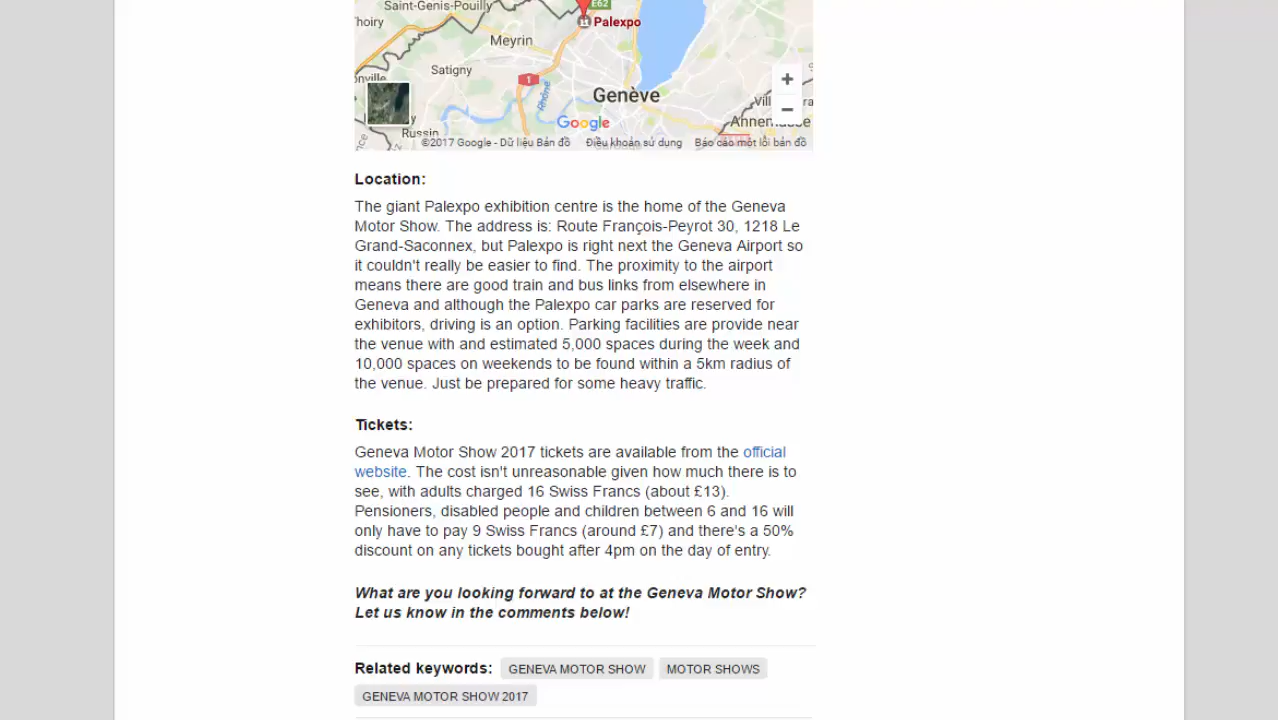 Saint-Genis-Pouilly
E62
Thoiry
Palexpo
Meyrin
Satigny
1
Rhône
Genève
+
−
Google
Annemasse
Russin
©2017 Google - Dữ liệu Bản đồ Điều khoản sử dụng Báo cáo một lỗi bản đồ
Location:
The giant Palexpo exhibition centre is the home of the Geneva
Motor Show. The address is: Route François-Peyrot 30, 1218 Le
Grand-Saconnex, but Palexpo is right next the Geneva Airport so
it couldn't really be easier to find. The proximity to the airport
means there are good train and bus links from elsewhere in
Geneva and although the Palexpo car parks are reserved for
exhibitors, driving is an option. Parking facilities are provide near
the venue with and estimated 5,000 spaces during the week and
10,000 spaces on weekends to be found within a 5km radius of
the venue. Just be prepared for some heavy traffic.
Tickets:
Geneva Motor Show 2017 tickets are available from the official
website. The cost isn't unreasonable given how much there is to
see, with adults charged 16 Swiss Francs (about £13).
Pensioners, disabled people and children between 6 and 16 will
only have to pay 9 Swiss Francs (around £7) and there's a 50%
discount on any tickets bought after 4pm on the day of entry.
What are you looking forward to at the Geneva Motor Show?
Let us know in the comments below!
Related keywords: GENEVA MOTOR SHOW MOTOR SHOWS
GENEVA MOTOR SHOW 2017